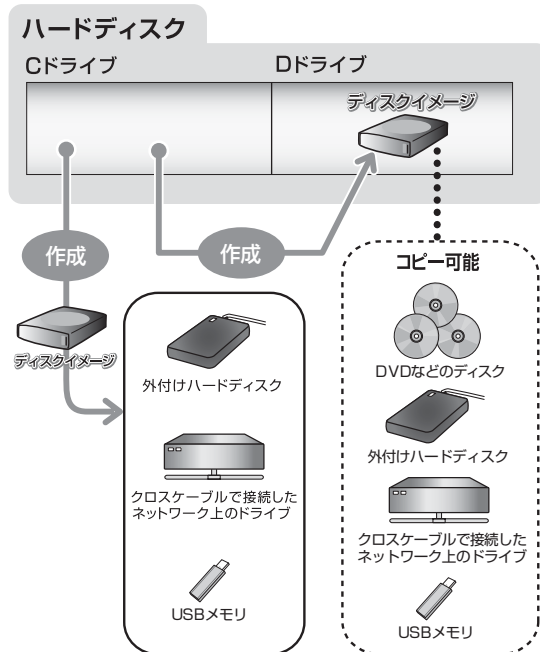 ハードディスク
Cドライブ
Dドライブ
ディスクイメージ
作成
作成
ディスクイメージ
外付けハードディスク
クロスケーブルで接続した
ネットワーク上のドライブ
USBメモリ
コピー可能
DVDなどのディスク
外付けハードディスク
クロスケーブルで接続した
ネットワーク上のドライブ
USBメモリ